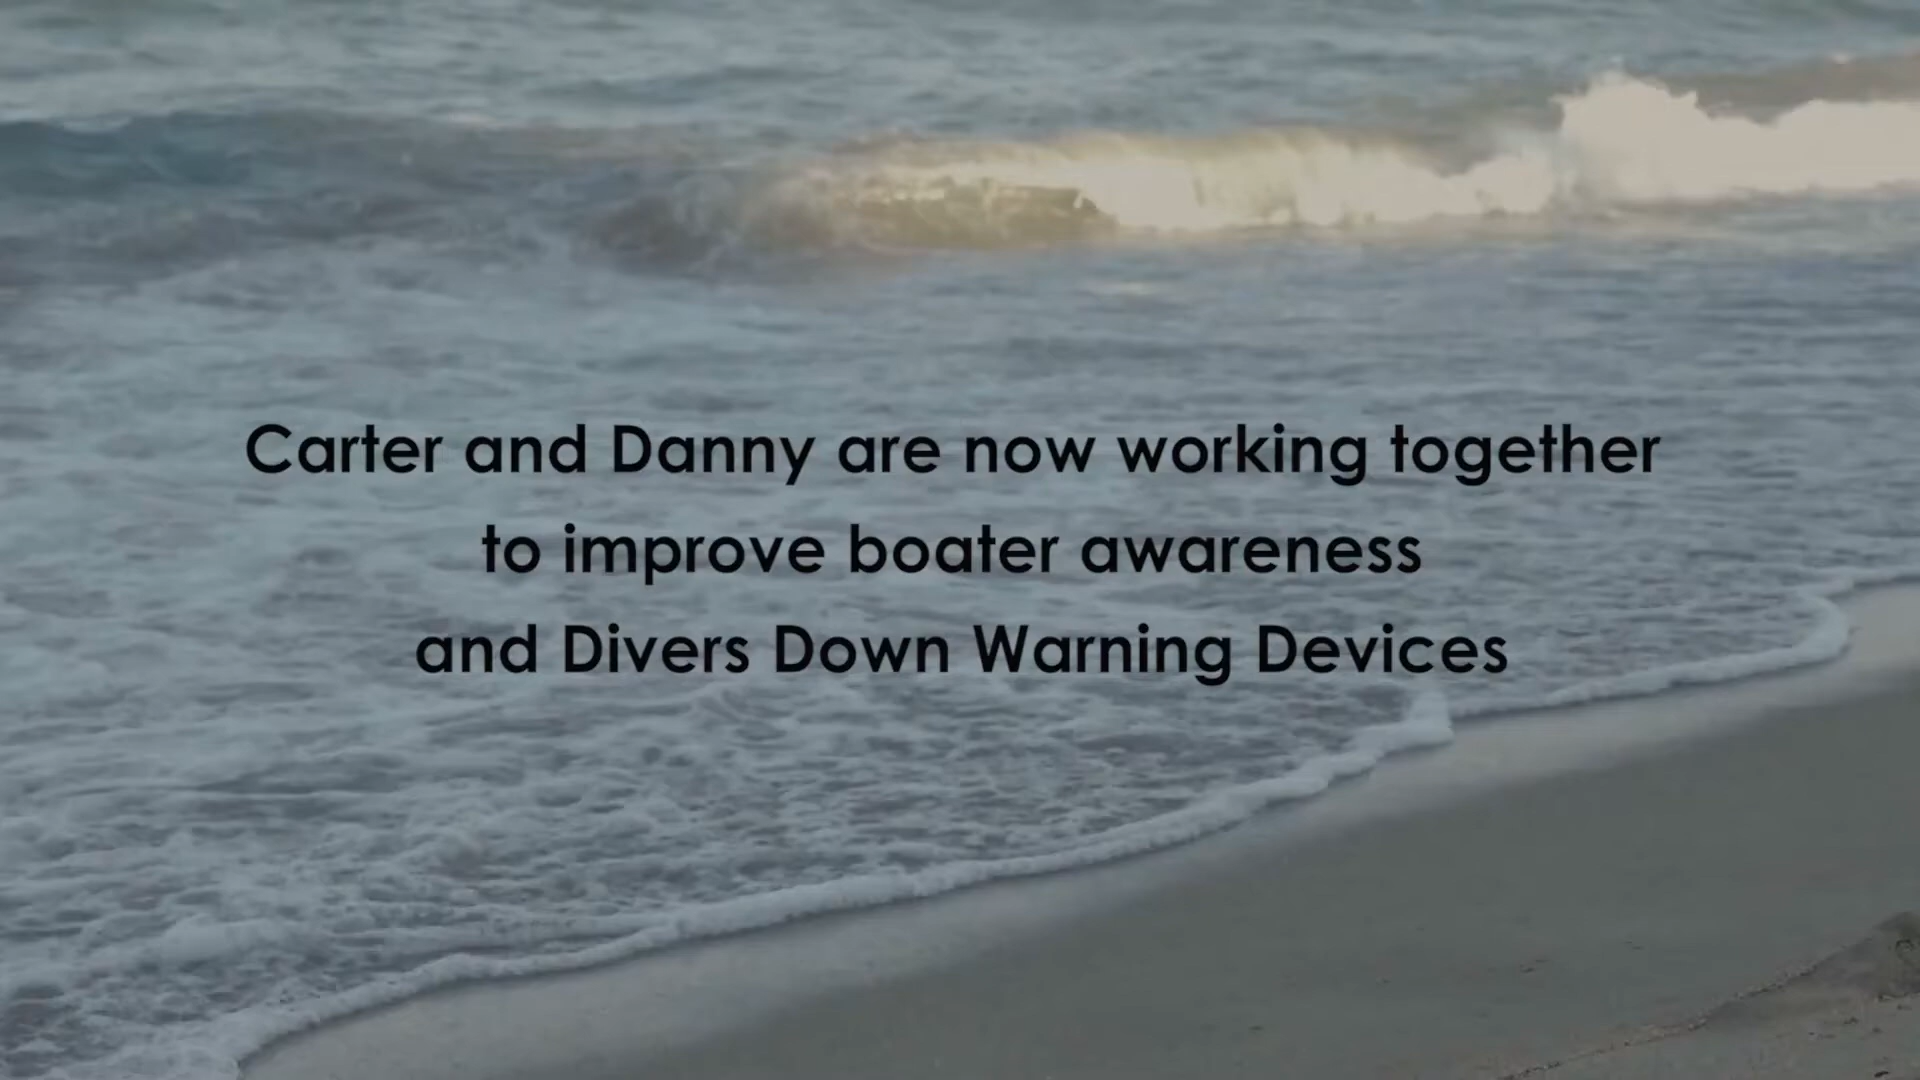 Carter and Danny are now working together
to improve boater awareness
and Divers Down Warning Devices